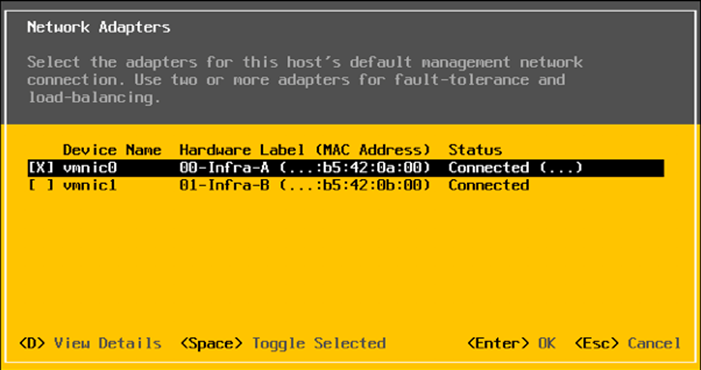 Network Adapters
Select the adapters for this host's default management network
connection. Use two or more adapters for fault-tolerance and
load-balancing.
Device Name Hardware Label (MAC Address) Status
[X] vmnic0 00-Infra-A (...:b5:42:0a:00) Connected (...)
[ ] vmnic1 01-Infra-B (...:b5:42:0b:00) Connected
<D> View Details <Space> Toggle Selected <Enter> OK <Esc> Cancel